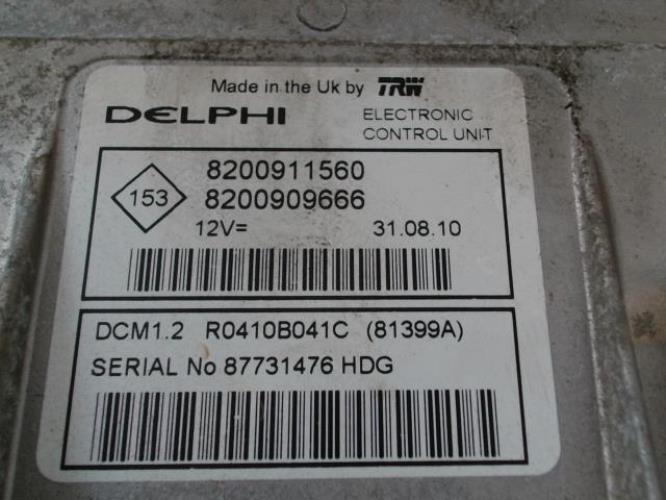 Made in the Uk by TRW
DELPHI
ELECTRONIC
CONTROL UNIT
153
8200911560
8200909666
12V= 31.08.10
DCM1.2 R0410B041C (81399A)
SERIAL No 87731476 HDG